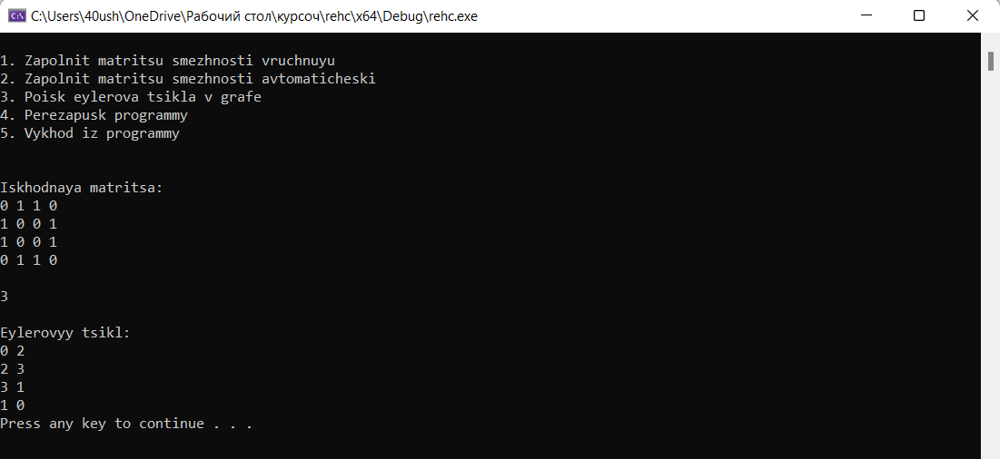 C:\Users\40ush\OneDrive\Рабочий стол\курсоч\rehc\x64\Debug\rehc.exe
1. Zapolnit matritsu smezhnosti vruchnuyu
2. Zapolnit matritsu smezhnosti avtomaticheski
3. Poisk eylerova tsikla v grafe
4. Perezapusk programmy
5. Vykhod iz programmy
Iskhodnaya matritsa:
0 1 1 0
1 0 0 1
1 0 0 1
0 1 1 0
3
Eylerovyy tsikl:
0 2
2 3
3 1
1 0
Press any key to continue . . .